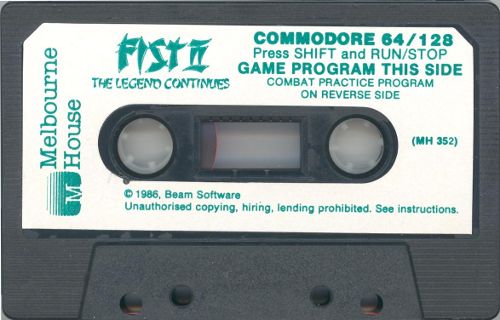 Melbourne
House
M
FIST II
THE LEGEND CONTINUES
COMMODORE 64/128
Press SHIFT and RUN/STOP
GAME PROGRAM THIS SIDE
COMBAT PRACTICE PROGRAM
ON REVERSE SIDE
(MH 352)
© 1986, Beam Software
Unauthorised copying, hiring, lending prohibited. See instructions.